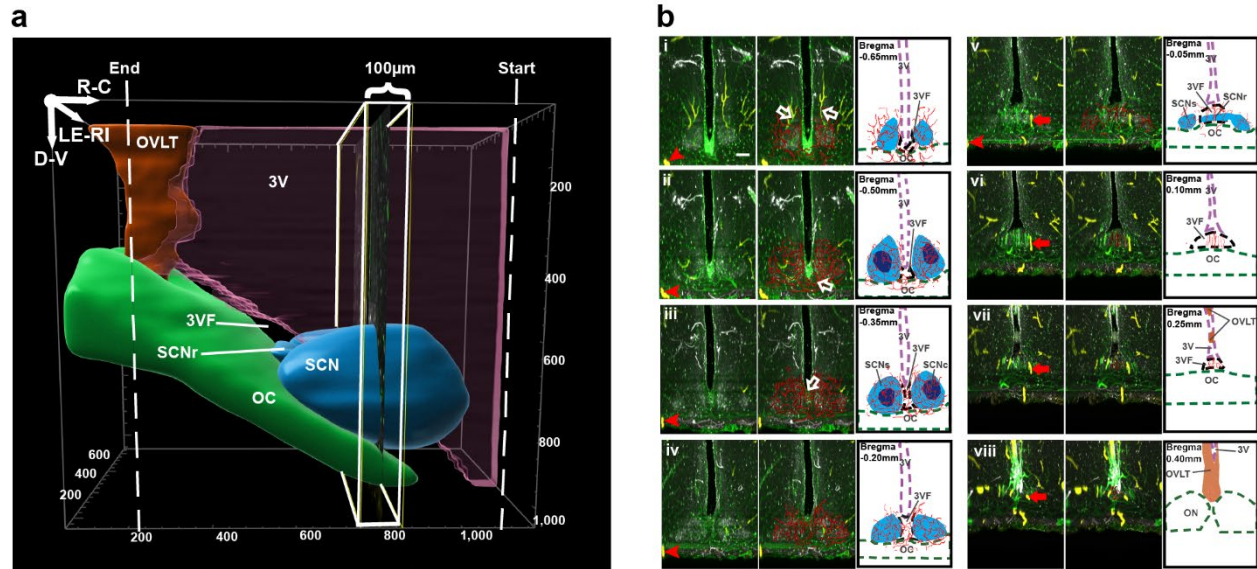 a
End
R-C
100µm
Start
LE-RI
D-V
OVLT
3V
3VF
SCNr
SCN
OC
200
400
600
800
1,000
600
400
200
200
400
600
800
1,000
b
i
Bregma
-0.65mm
3V
3VF
OC
ii
Bregma
-0.50mm
3V
3VF
OC
iii
Bregma
-0.35mm
3V
3VF
SCNs
SCNc
OC
iv
Bregma
-0.20mm
3V
3VF
OC
v
Bregma
-0.05mm
3V
3VF
SCNr
SCNs
OC
vi
Bregma
0.10mm
3V
3VF
OC
vii
Bregma
0.25mm
OVLT
3V
3VF
OC
viii
Bregma
0.40mm
3V
OVLT
ON